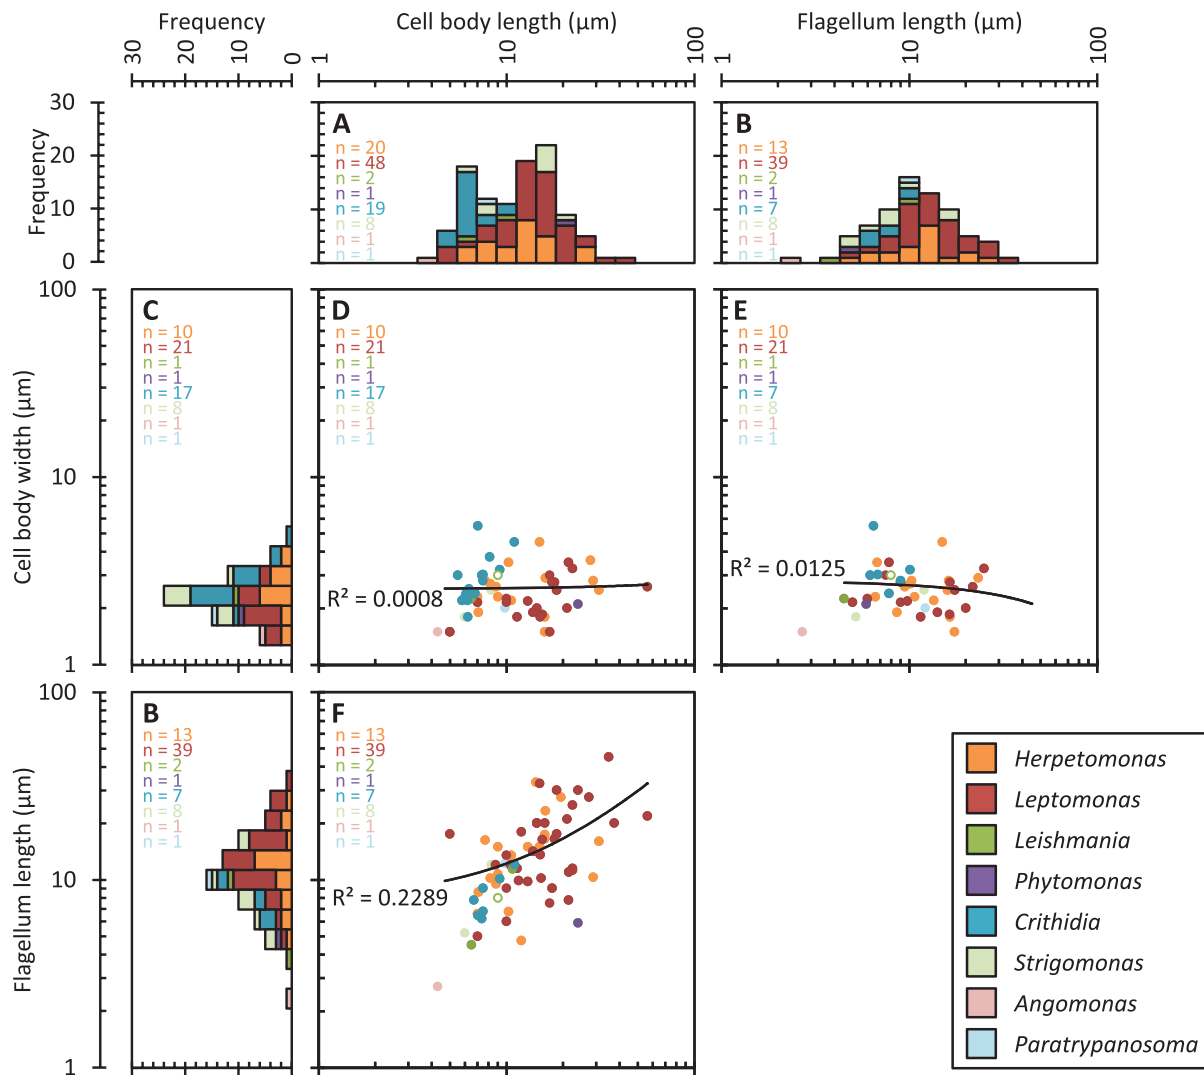 Frequency
Cell body length (µm)
Flagellum length (µm)
30 20 10 0
1 10 100
1 10 100
Frequency
30
20
10
0
A
n = 20
n = 48
n = 2
n = 1
n = 19
n = 8
n = 1
n = 1
B
n = 13
n = 39
n = 2
n = 1
n = 7
n = 8
n = 1
n = 1
Cell body width (µm)
100
10
1
C
n = 10
n = 21
n = 1
n = 1
n = 17
n = 8
n = 1
n = 1
D
n = 10
n = 21
n = 1
n = 1
n = 17
n = 8
n = 1
n = 1
R² = 0.0008
E
n = 10
n = 21
n = 1
n = 1
n = 7
n = 8
n = 1
n = 1
R² = 0.0125
Flagellum length (µm)
100
10
1
B
n = 13
n = 39
n = 2
n = 1
n = 7
n = 8
n = 1
n = 1
F
n = 13
n = 39
n = 2
n = 1
n = 7
n = 8
n = 1
n = 1
R² = 0.2289
Herpetomonas
Leptomonas
Leishmania
Phytomonas
Crithidia
Strigomonas
Angomonas
Paratrypanosoma